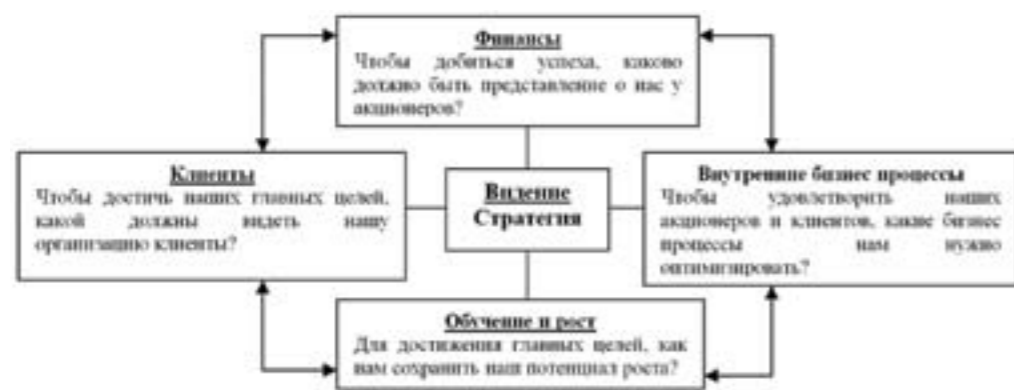 Финансы
Чтобы добиться успеха, каково
должно быть представление о нас у
акционеров?
Клиенты
Чтобы достичь наших главных целей,
какой должны видеть нашу
организацию клиенты?
Видение
Стратегия
Внутренние бизнес процессы
Чтобы удовлетворить наших
акционеров и клиентов, какие бизнес
процессы нам нужно
оптимизировать?
Обучение и рост
Для достижения главных целей, как
нам сохранить наш потенциал роста?